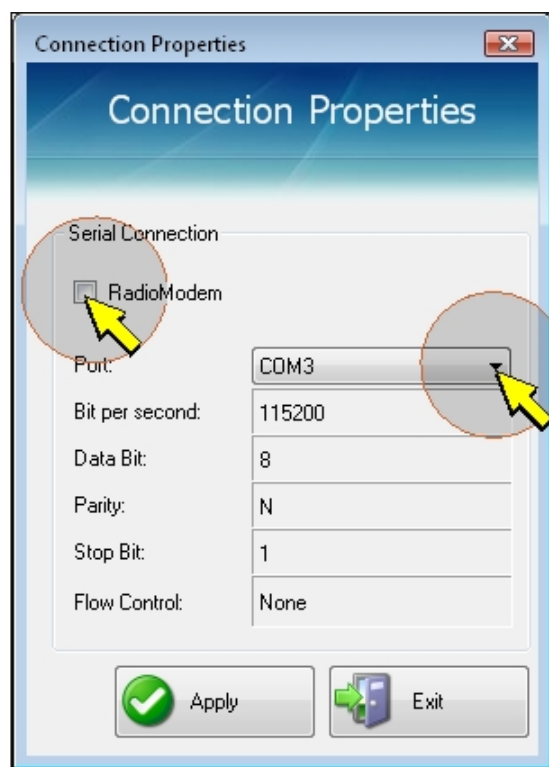 Connection Properties
Connection Properties
Serial Connection
RadioModem
Port: COM3
Bit per second: 115200
Data Bit: 8
Parity: N
Stop Bit: 1
Flow Control: None
Apply Exit